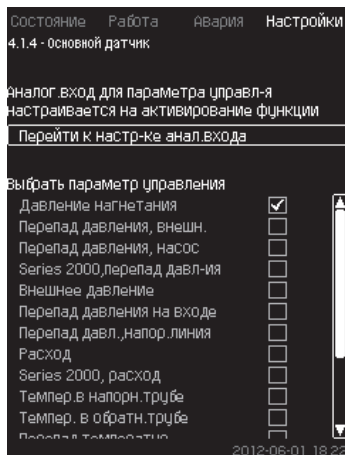 Состояние Работа Авария Настройки
4.1.4 - Основной датчик
Аналог.вход для параметра управл-я
настраивается на активирование функции
Перейти к настр-ке анал.входа
Выбрать параметр управления
Давление нагнетания
Перепад давления, внешн.
Перепад давления, насос
Series 2000,перепад давл-ия
Внешнее давление
Перепад давления на входе
Перепад давл.,напор.линия
Расход
Series 2000, расход
Темпер.в напорн.трубе
Темпер. в обратн.трубе
Перепад температур
2012-06-01 18:22